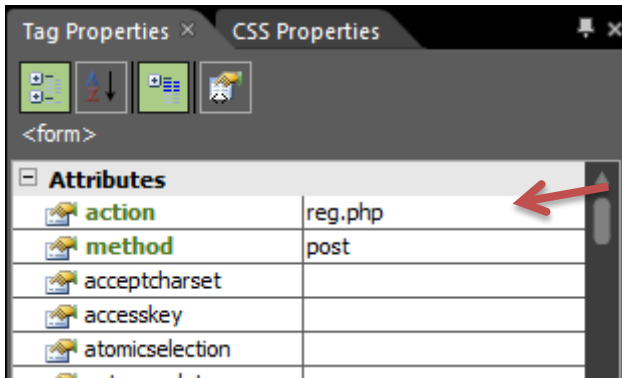 Tag Properties × CSS Properties
<form>
Attributes
action reg.php
method post
acceptcharset
accesskey
atomicselection